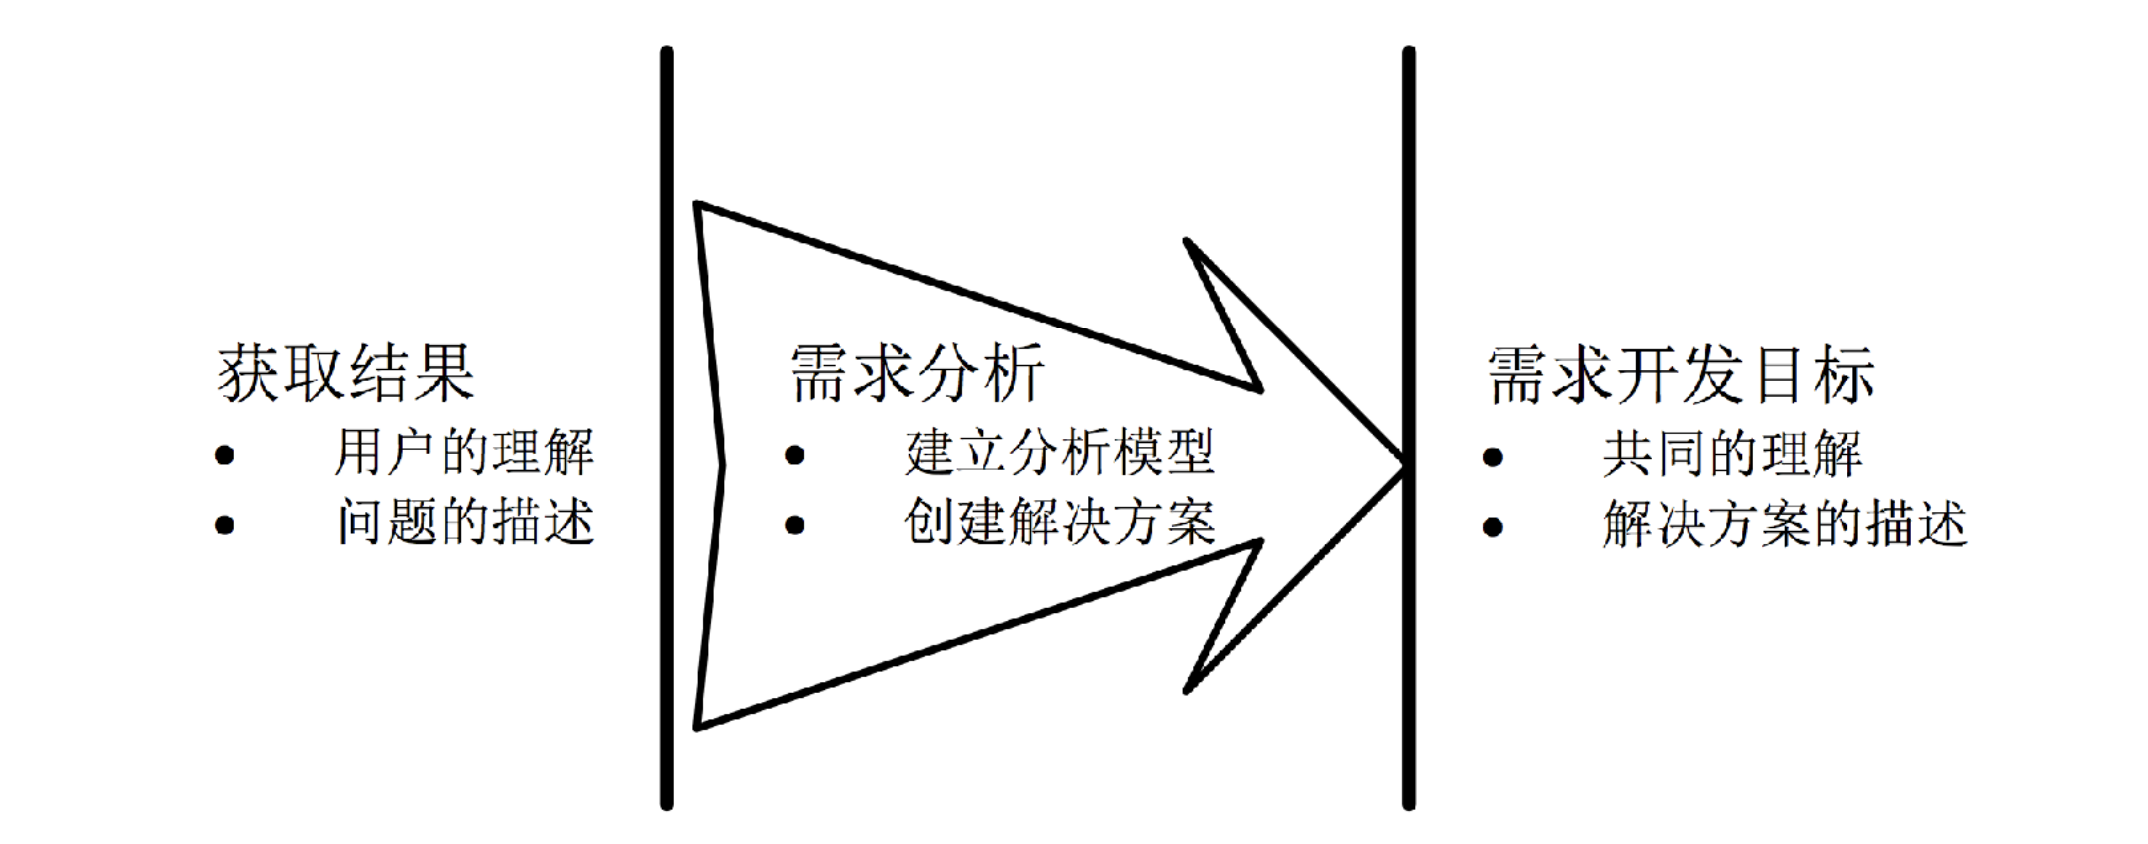 获取结果
● 用户的理解
● 问题的描述
需求分析
● 建立分析模型
● 创建解决方案
需求开发目标
● 共同的理解
● 解决方案的描述